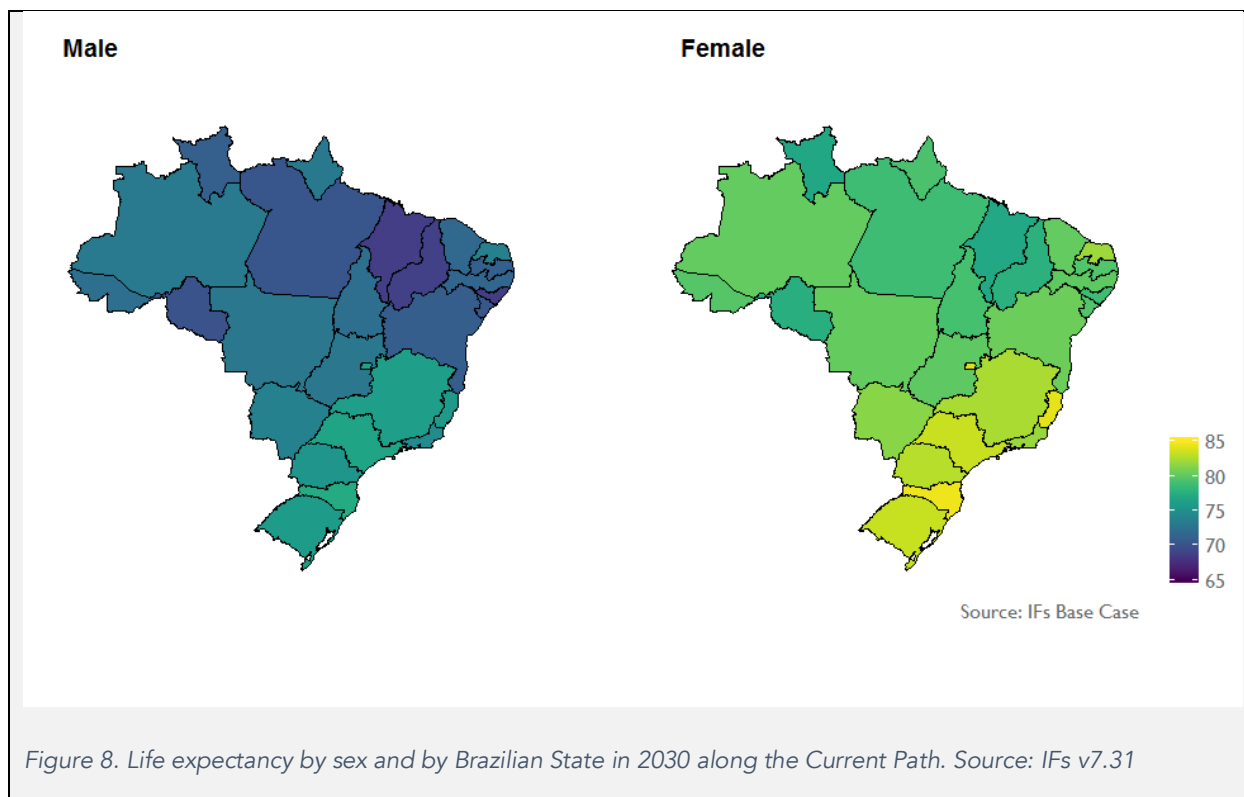 Male
Female
85
80
75
70
65
Source: IFs Base Case
Figure 8. Life expectancy by sex and by Brazilian State in 2030 along the Current Path. Source: IFs v7.31